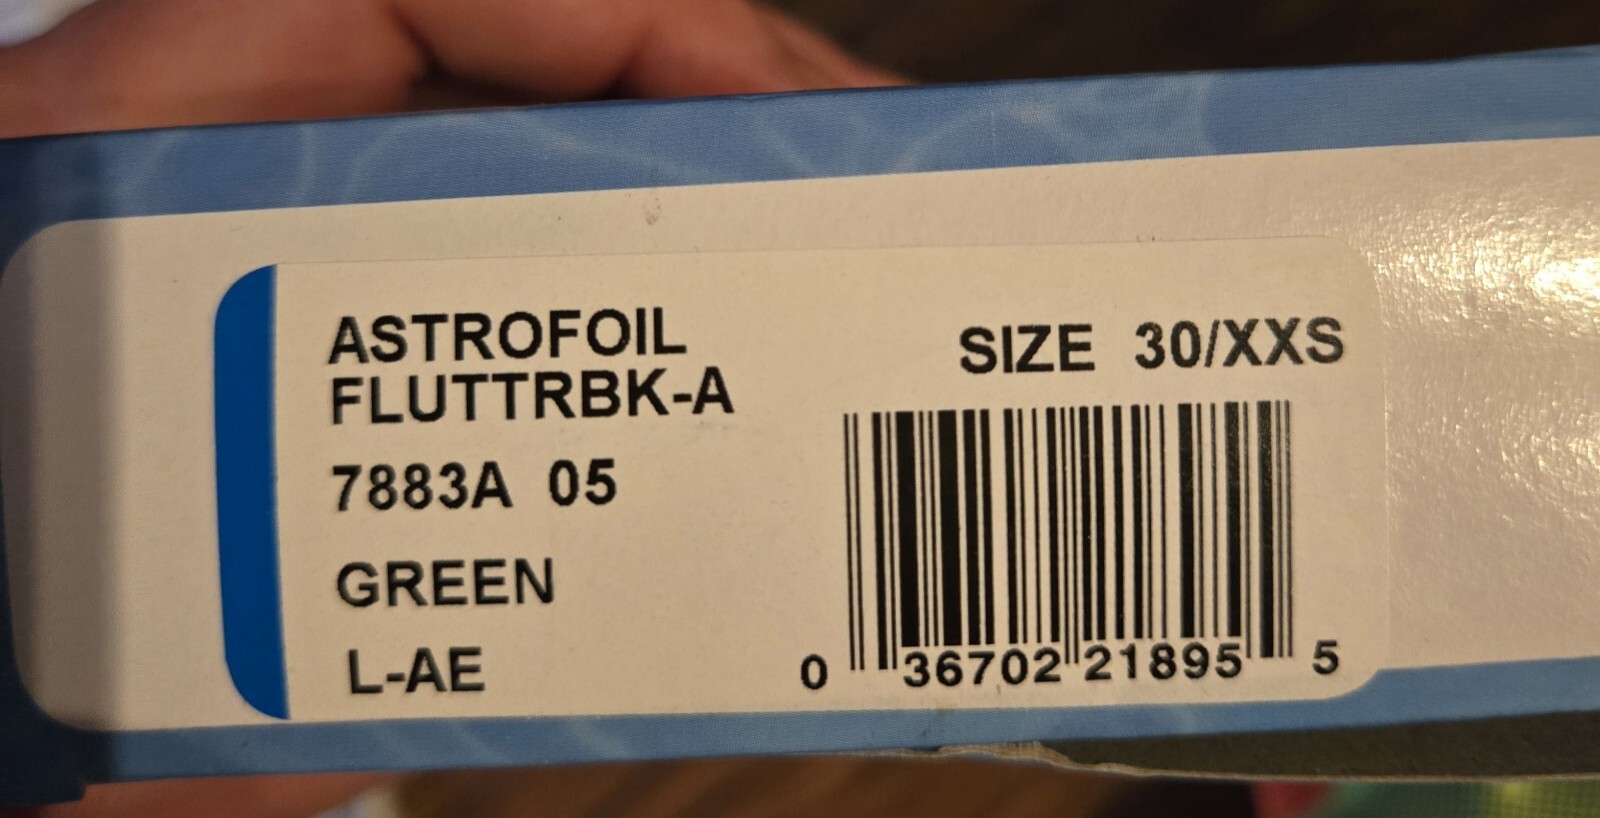 ASTROFOIL
FLUTTRBK-A
7883A 05
GREEN
L-AE
SIZE 30/XXS
0 36702 21895 5